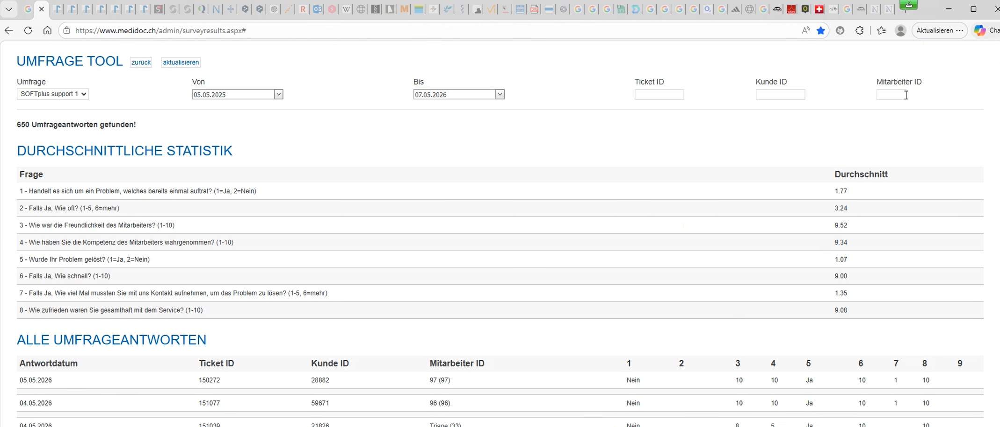 https://www.medidoc.ch/admin/surveyresults.aspx#
Aktualisieren
Cha
UMFRAGE TOOL zurück aktualisieren
Umfrage Von Bis Ticket ID Kunde ID Mitarbeiter ID
SOFTplus support 1 05.05.2025 07.05.2026
650 Umfrageantworten gefunden!
DURCHSCHNITTLICHE STATISTIK
Frage Durchschnitt
1 - Handelt es sich um ein Problem, welches bereits einmal auftrat? (1=Ja, 2=Nein) 1.77
2 - Falls Ja, Wie oft? (1-5, 6=mehr) 3.24
3 - Wie war die Freundlichkeit des Mitarbeiters? (1-10) 9.52
4 - Wie haben Sie die Kompetenz des Mitarbeiters wahrgenommen? (1-10) 9.34
5 - Wurde Ihr Problem gelöst? (1=Ja, 2=Nein) 1.07
6 - Falls Ja, Wie schnell? (1-10) 9.00
7 - Falls Ja, Wie viel Mal mussten Sie mit uns Kontakt aufnehmen, um das Problem zu lösen? (1-5, 6=mehr) 1.35
8 - Wie zufrieden waren Sie gesamthaft mit dem Service? (1-10) 9.08
ALLE UMFRAGEANTWORTEN
Antwortdatum Ticket ID Kunde ID Mitarbeiter ID 1 2 3 4 5 6 7 8 9
05.05.2026 150272 28882 97 (97) Nein 10 10 Ja 10 1 10
04.05.2026 151077 59671 96 (96) Nein 10 10 Ja 10 1 10
04.05.2026 151039 21826 Triage (33) Nein 8 5 Ja 10 10